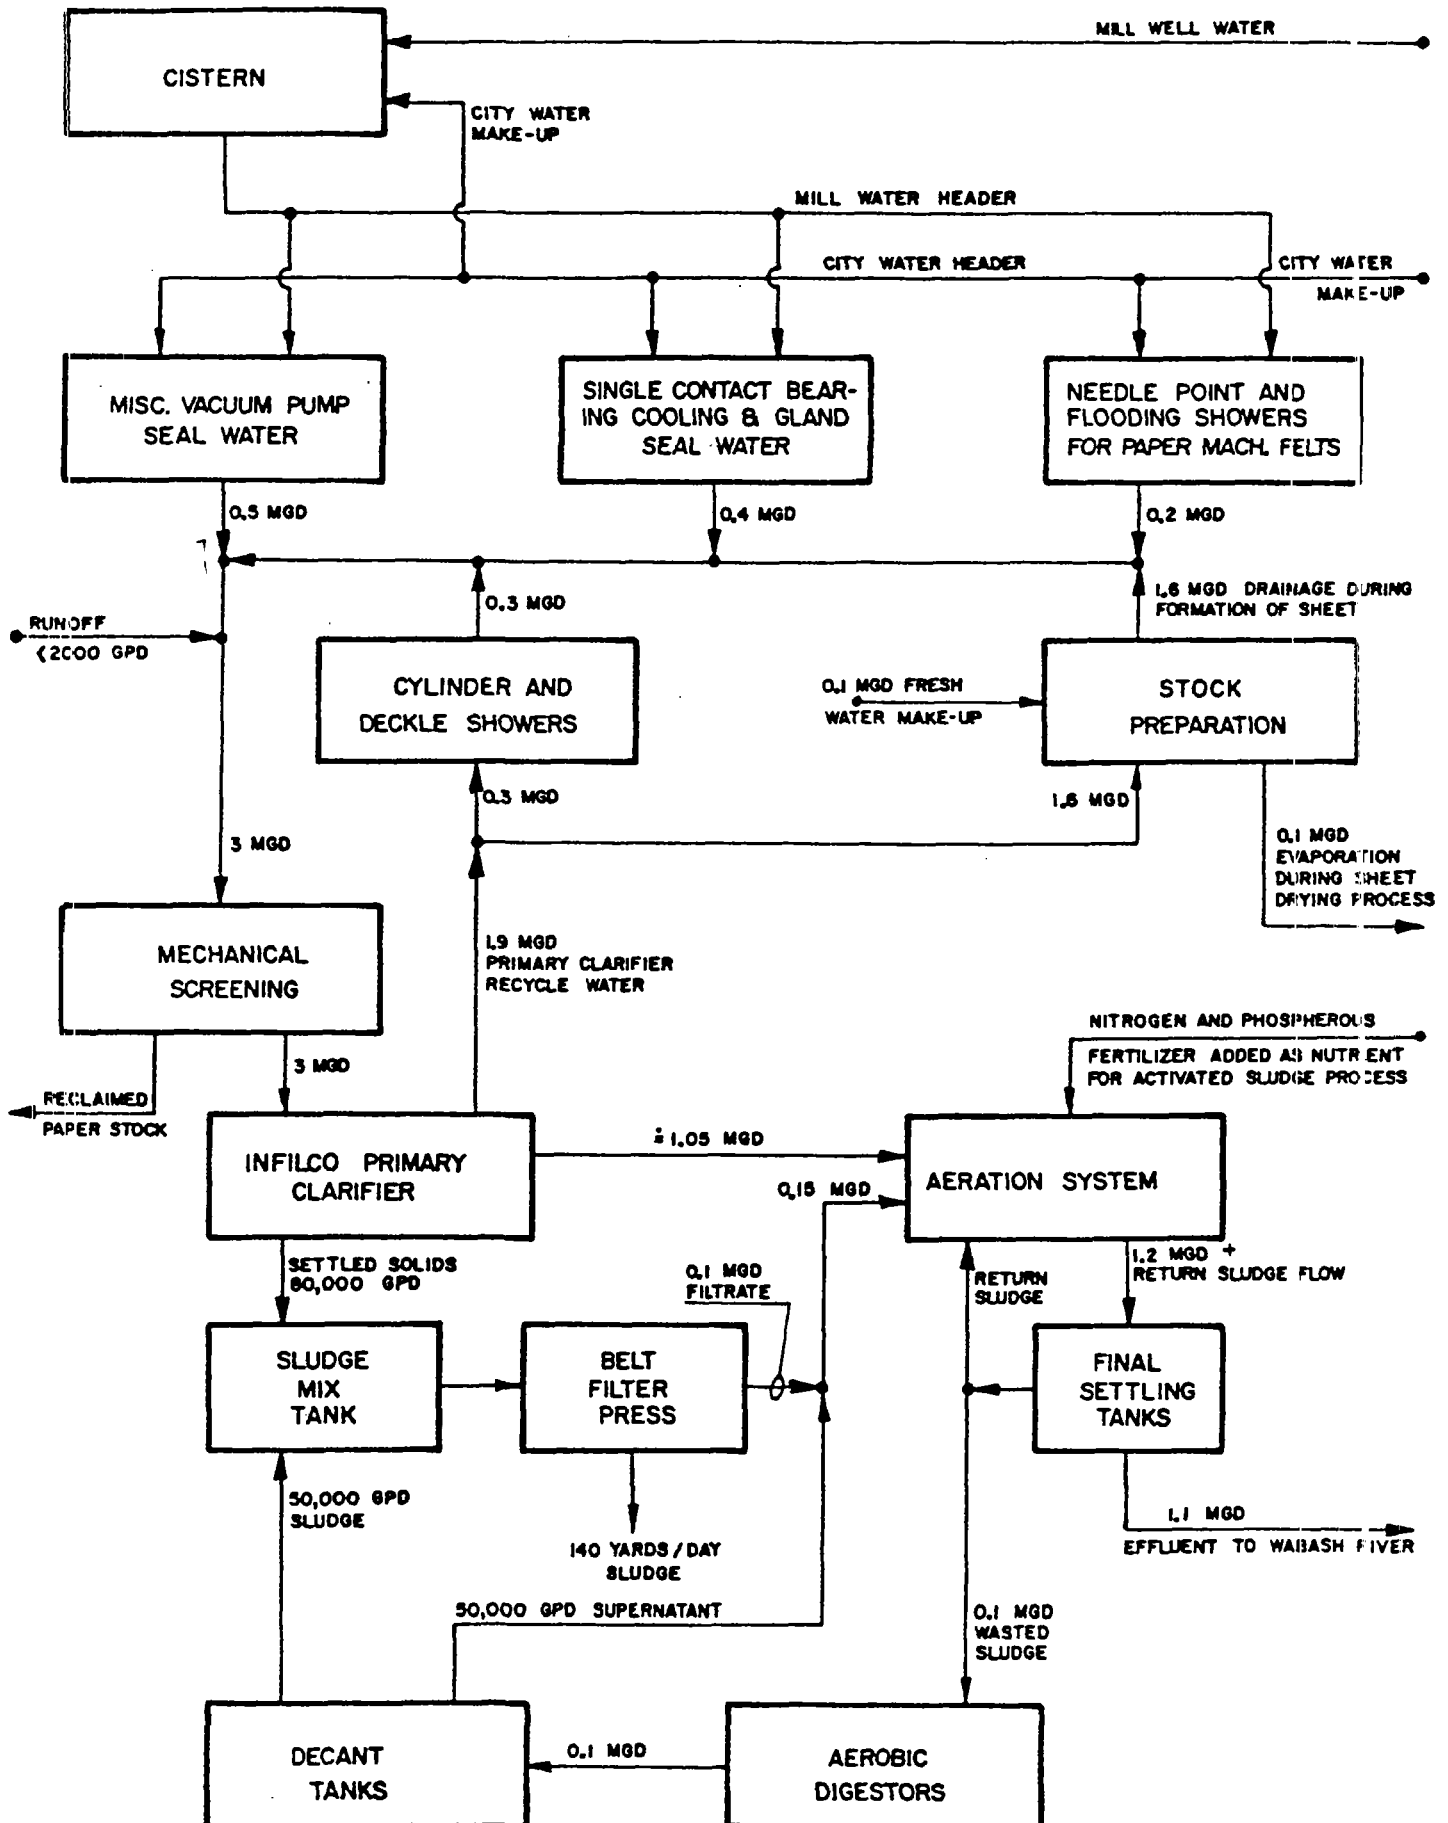 MILL WELL WATER
CISTERN
CITY WATER
MAKE-UP
MILL WATER HEADER
CITY WATER HEADER
CITY WATER
MAKE-UP
MISC. VACUUM PUMP
SEAL WATER
SINGLE CONTACT BEAR-
ING COOLING & GLAND
SEAL WATER
NEEDLE POINT AND
FLOODING SHOWERS
FOR PAPER MACH. FELTS
0.5 MGD
0.4 MGD
0.2 MGD
0.3 MGD
1.6 MGD DRAINAGE DURING
FORMATION OF SHEET
RUNOFF
<2000 GPD
CYLINDER AND
DECKLE SHOWERS
0.1 MGD FRESH
WATER MAKE-UP
STOCK
PREPARATION
0.3 MGD
1.6 MGD
3 MGD
0.1 MGD
EVAPORATION
DURING SHEET
DRYING PROCESS
MECHANICAL
SCREENING
1.9 MGD
PRIMARY CLARIFIER
RECYCLE WATER
NITROGEN AND PHOSPHEROUS
FERTILIZER ADDED AS NUTRIENT
FOR ACTIVATED SLUDGE PROCESS
3 MGD
RECLAIMED
PAPER STOCK
INFILCO PRIMARY
CLARIFIER
1.05 MGD
0.15 MGD
AERATION SYSTEM
SETTLED SOLIDS
GPD
0.1 MGD
FILTRATE
RETURN
SLUDGE
1.2 MGD +
RETURN SLUDGE FLOW
SLUDGE
MIX
TANK
BELT
FILTER
PRESS
FINAL
SETTLING
TANKS
50,000 GPD
SLUDGE
140 YARDS/DAY
SLUDGE
1.1 MGD
EFFLUENT TO WABASH RIVER
50,000 GPD SUPERNATANT
0.1 MGD
WASTED
SLUDGE
DECANT
TANKS
0.1 MGD
AEROBIC
DIGESTORS